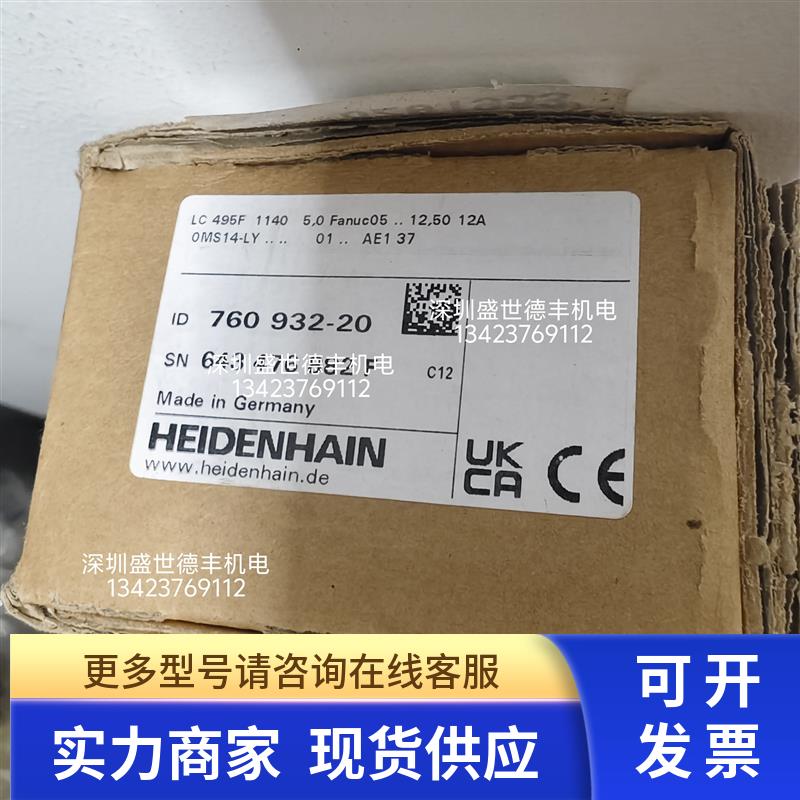 LC 495F 1140 5,0 Fanuc05 .. 12,50 12A
0MS14-LY .. .. 01 .. AE1 37
ID 760 932-20
深圳盛世德丰机电
13423769112
SN
深圳盛世德丰机电
13423769112
C12
Made in Germany
HEIDENHAIN
www.heidenhain.de
UK
CA
CE
深圳盛世德丰机电
13423769112
更多型号请咨询在线客服
实力商家 现货供应
可开
发票